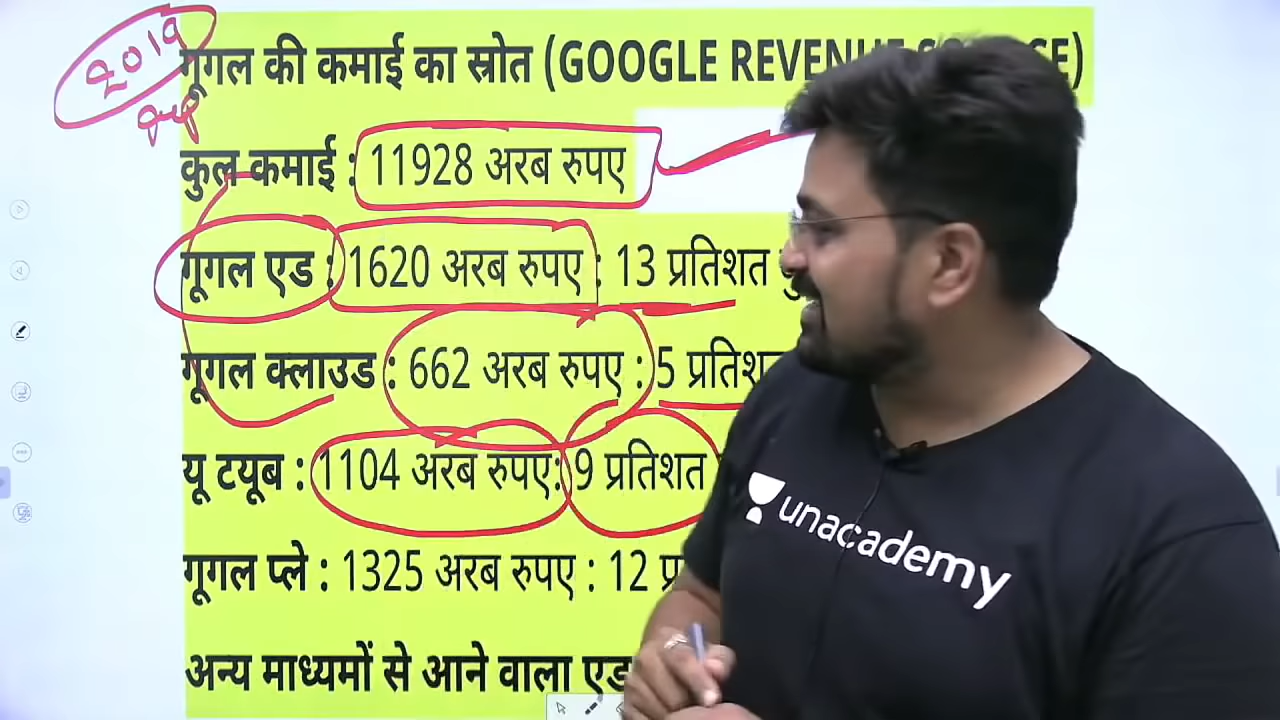 2019
गूगल की कमाई का स्रोत (GOOGLE REVENUE
कुल कमाई : 11928 अरब रुपए
गूगल एड : 1620 अरब रुपए : 13 प्रतिशत
गूगल क्लाउड : 662 अरब रुपए : 5
यू टयूब : 1104 अरब रुपए: 9 प्रतिशत
गूगल प्ले : 1325 अरब रुपए : 12
अन्य माध्यमों से आने वाला एड
unacademy